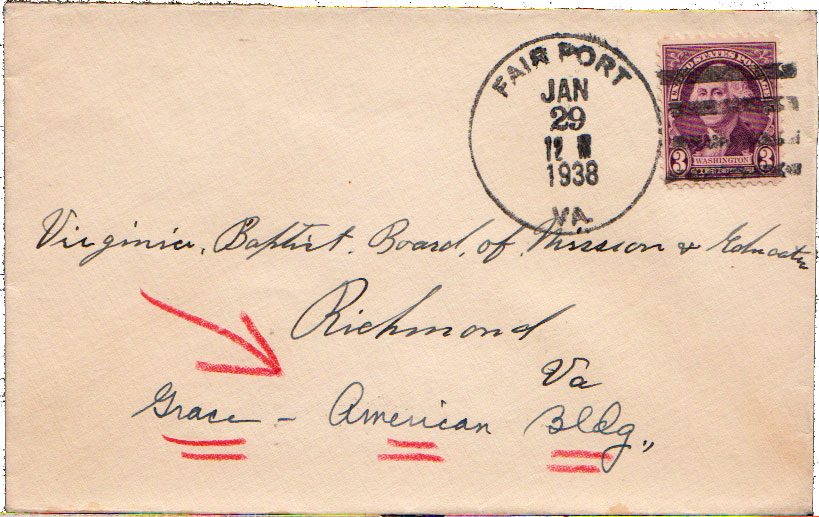 FAIR PORT
JAN
29
12 M
1938
VA.
UNITED STATES POSTAGE
3 WASHINGTON 3
Virginia, Baptist. Board, of, Mission & Education
Richmond
Va
Grace - American Bldg.,